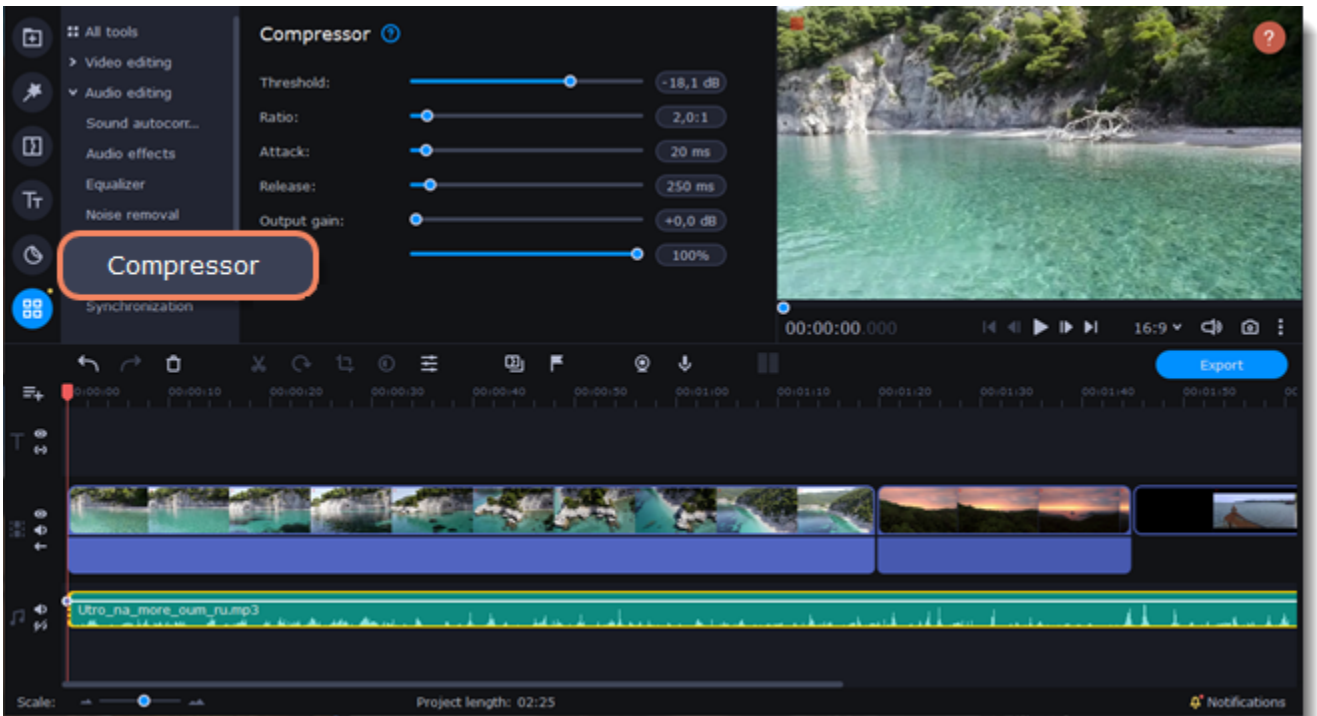 All tools
Video editing
Audio editing
Sound autocorr...
Audio effects
Equalizer
Noise removal
Compressor
Synchronization
Compressor ?
Threshold: -18,1 dB
Ratio: 2,0:1
Attack: 20 ms
Release: 250 ms
Output gain: +0,0 dB
100%
?
00:00:00.000
16:9
Export
00:00:10 00:00:20 00:00:30 00:00:40 00:00:50 00:01:00 00:01:10 00:01:20 00:01:30 00:01:40 00:01:50
Utro_na_more_oum_ru.mp3
Scale:
Project length: 02:25
Notifications